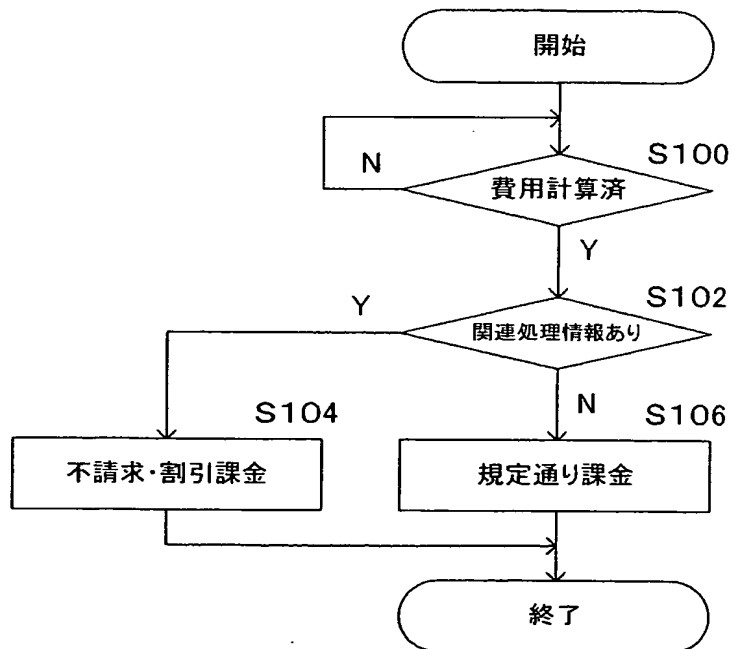 開始
S100
N
費用計算済
Y
S102
Y
関連処理情報あり
N
S104
S106
不請求・割引課金
規定通り課金
終了